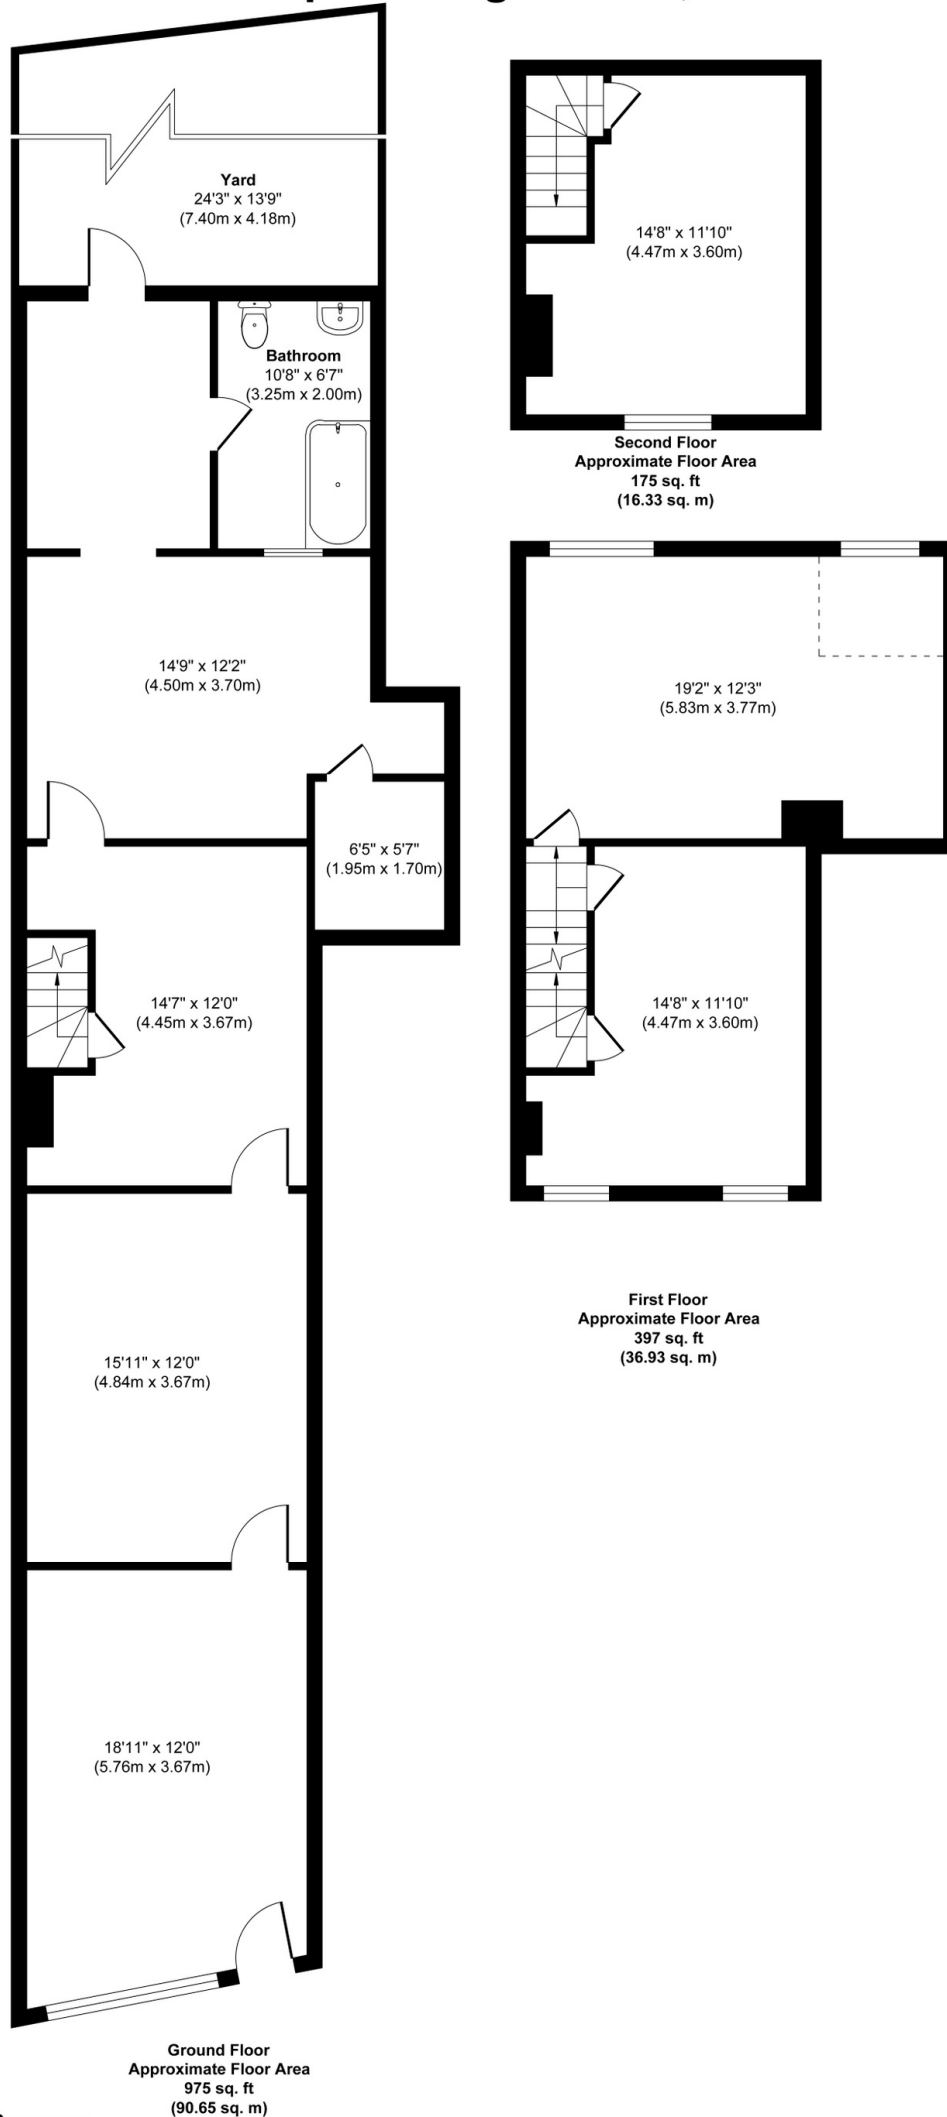 Yard
24'3" x 13'9"
(7.40m x 4.18m)
Bathroom
10'8" x 6'7"
(3.25m x 2.00m)
14'9" x 12'2"
(4.50m x 3.70m)
6'5" x 5'7"
(1.95m x 1.70m)
14'7" x 12'0"
(4.45m x 3.67m)
15'11" x 12'0"
(4.84m x 3.67m)
18'11" x 12'0"
(5.76m x 3.67m)
Ground Floor
Approximate Floor Area
975 sq. ft
(90.65 sq. m)
14'8" x 11'10"
(4.47m x 3.60m)
Second Floor
Approximate Floor Area
175 sq. ft
(16.33 sq. m)
19'2" x 12'3"
(5.83m x 3.77m)
14'8" x 11'10"
(4.47m x 3.60m)
First Floor
Approximate Floor Area
397 sq. ft
(36.93 sq. m)